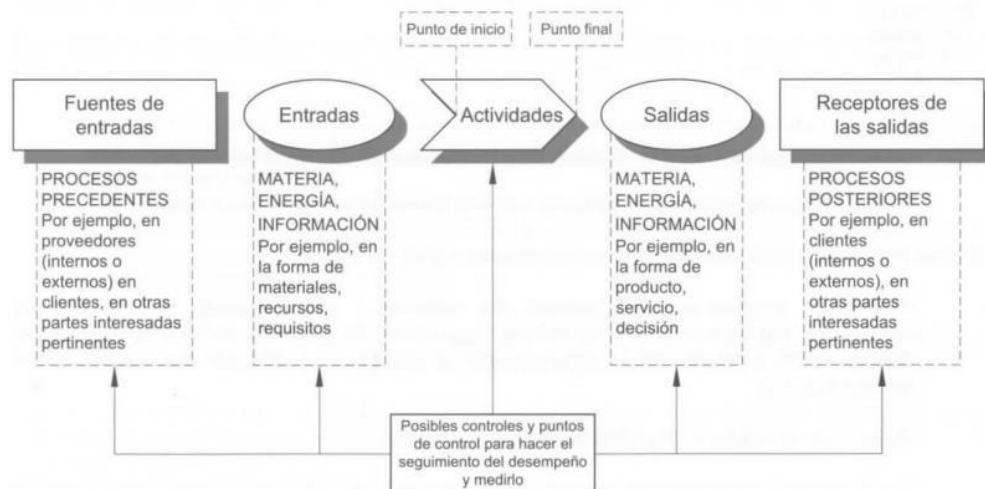 Punto de inicio
Punto final
Fuentes de
entradas
Entradas
Actividades
Salidas
Receptores de
las salidas
PROCESOS
PRECEDENTES
Por ejemplo, en
proveedores
(internos o
externos) en
clientes, en otras
partes interesadas
pertinentes
MATERIA,
ENERGÍA,
INFORMACIÓN
Por ejemplo, en
la forma de
materiales,
recursos,
requisitos
MATERIA,
ENERGÍA,
INFORMACIÓN
Por ejemplo, en
la forma de
producto,
servicio,
decisión
PROCESOS
POSTERIORES
Por ejemplo, en
clientes
(internos o
externos), en
otras partes
interesadas
pertinentes
Posibles controles y puntos
de control para hacer el
seguimiento del desempeño
y medirlo